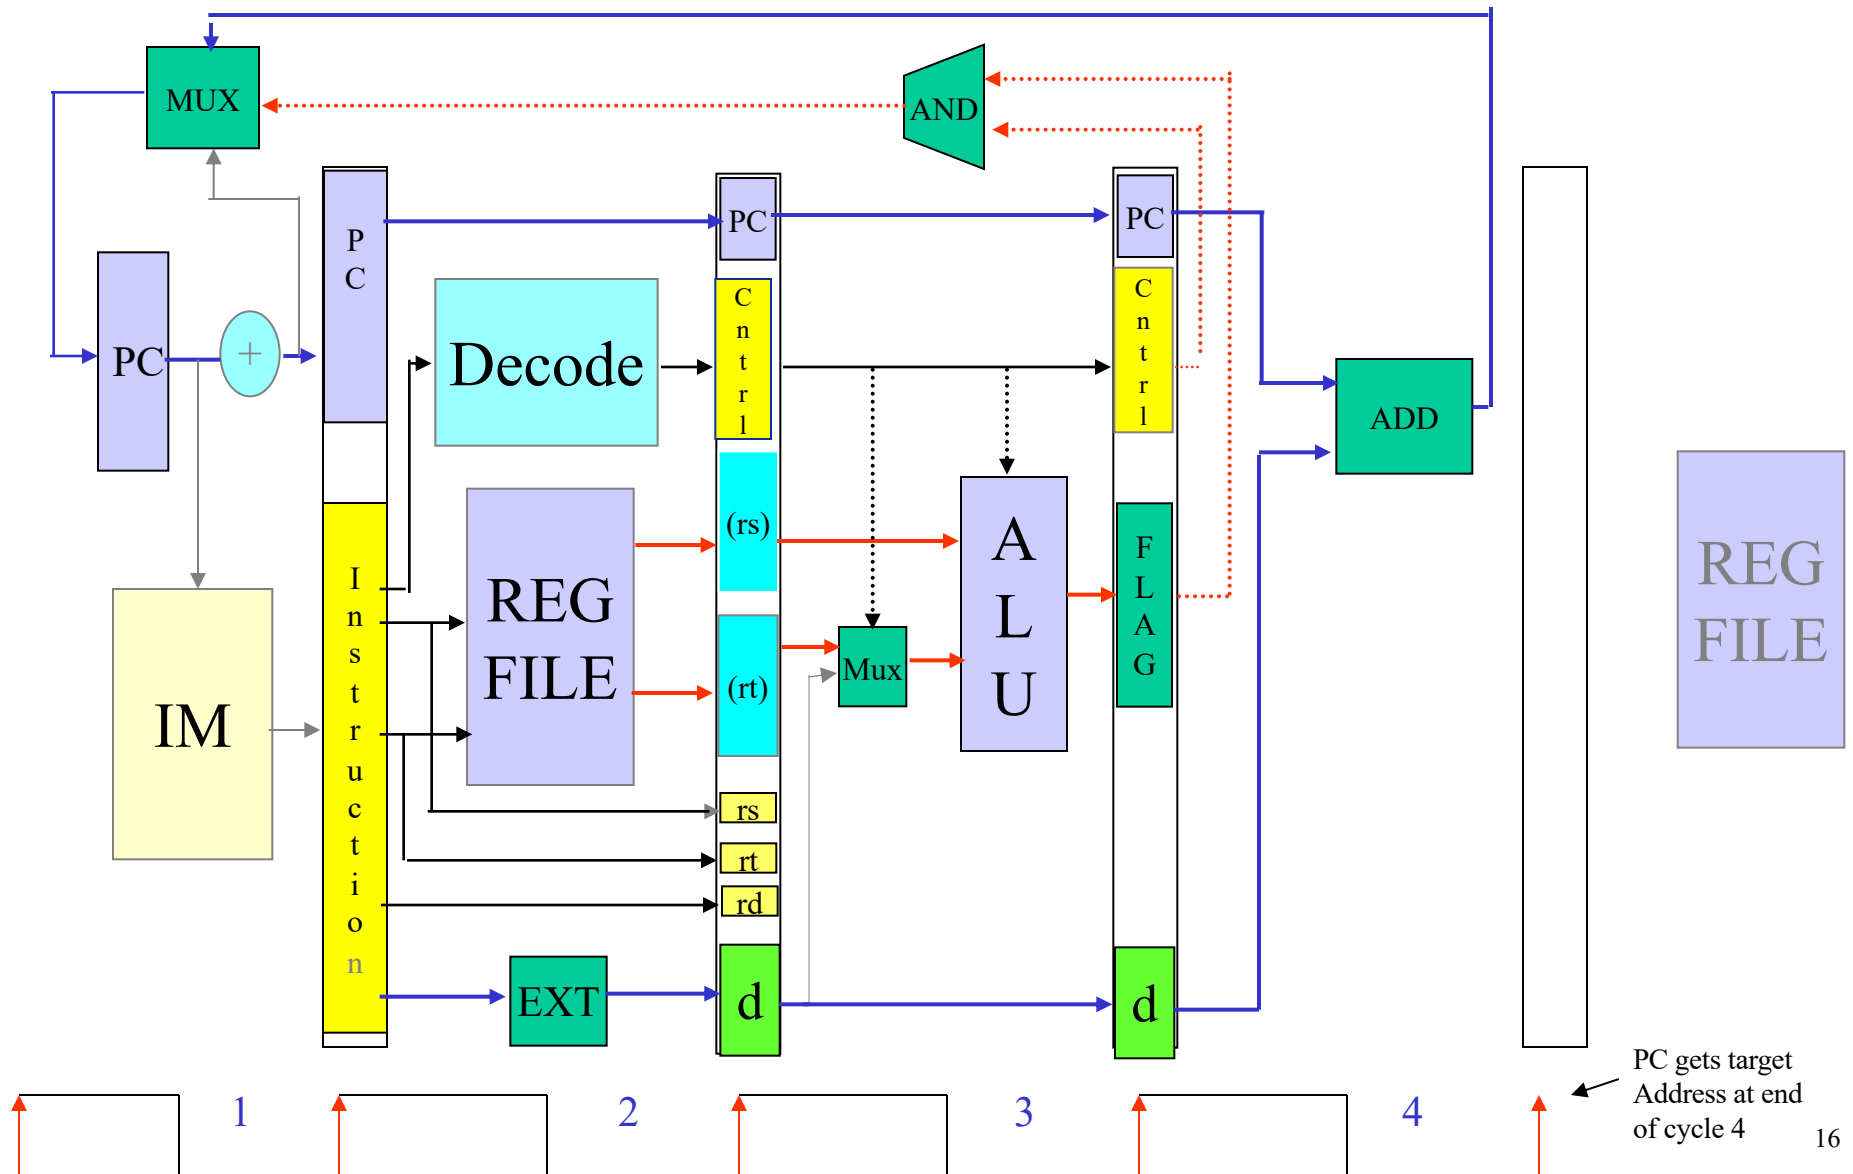 MUX
AND
P
C
PC
PC
PC
+
Decode
C
n
t
r
l
C
n
t
r
l
ADD
I
n
s
t
r
u
c
t
i
o
n
REG
FILE
(rs)
(rt)
Mux
A
L
U
F
L
A
G
REG
FILE
IM
rs
rt
rd
EXT
d
d
1
2
3
4
PC gets target
Address at end
of cycle 4
16